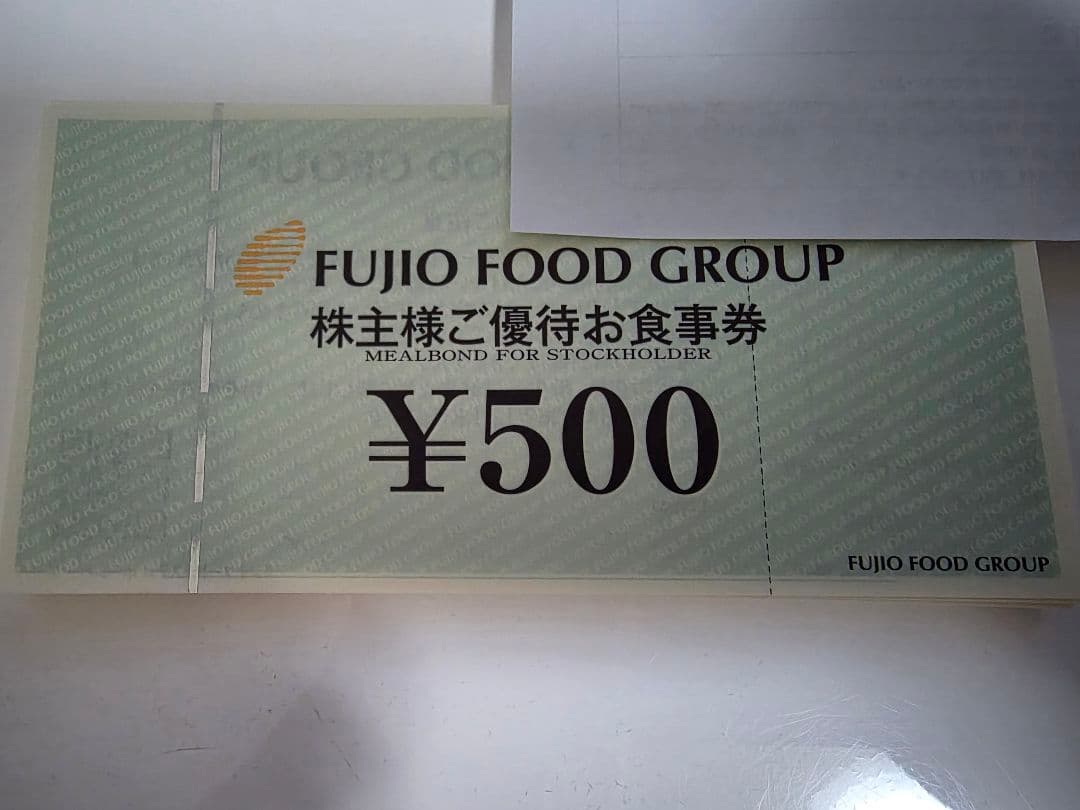 FUJIO FOOD GROUP
株主様ご優待お食事券
MEALBOND FOR STOCKHOLDER
¥500
FUJIO FOOD GROUP